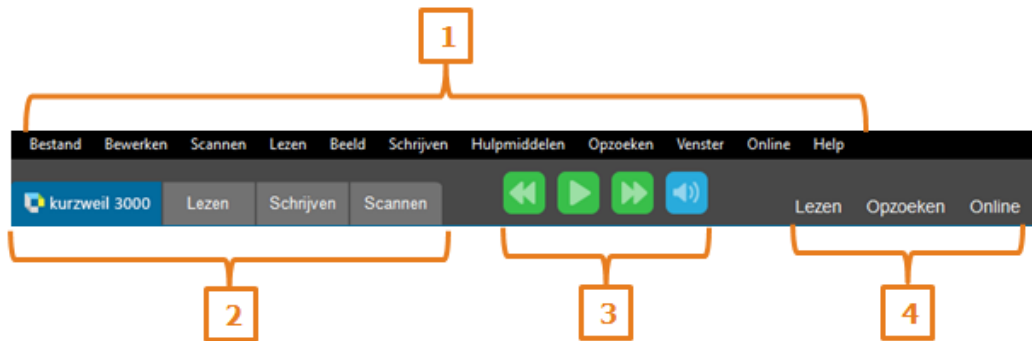 1
Bestand Bewerken Scannen Lezen Beeld Schrijven Hulpmiddelen Opzoeken Venster Online Help
kurzweil 3000 Lezen Schrijven Scannen Lezen Opzoeken Online
2 3 4